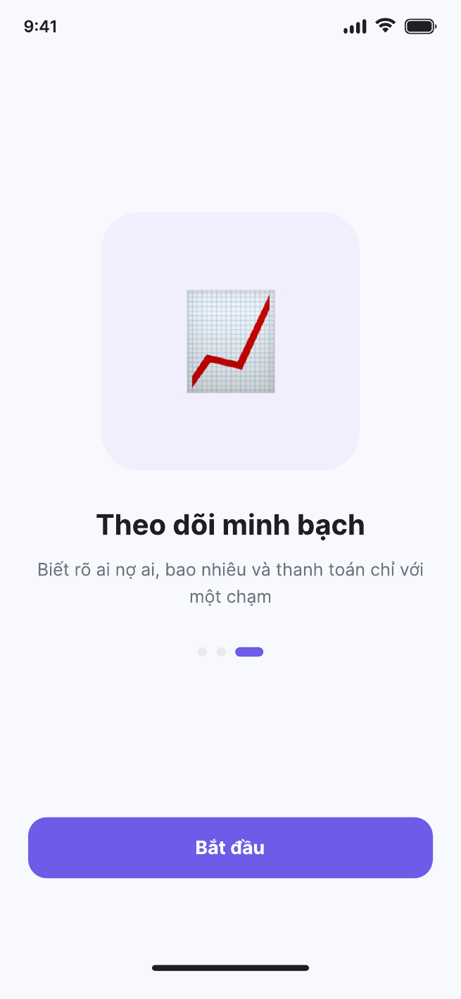 9:41
Theo dõi minh bạch
Biết rõ ai nợ ai, bao nhiêu và thanh toán chỉ với
một chạm
Bắt đầu